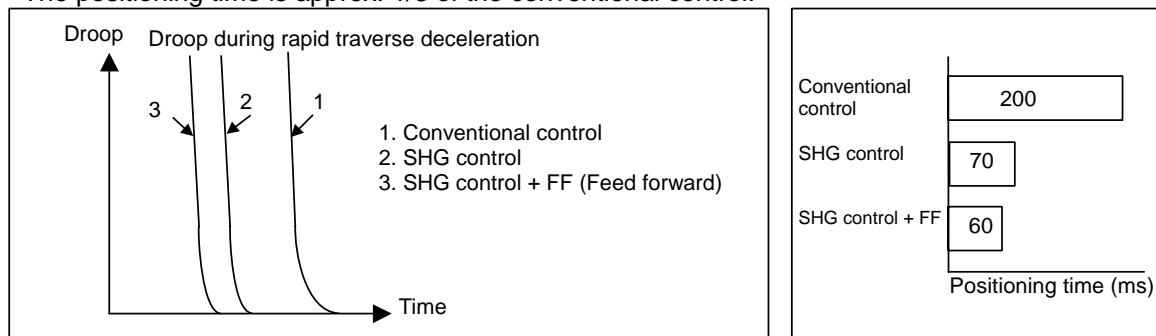 Droop
Droop during rapid traverse deceleration
3
2
1
1. Conventional control
2. SHG control
3. SHG control + FF (Feed forward)
Time
Conventional
control
200
SHG control
70
SHG control + FF
60
Positioning time (ms)